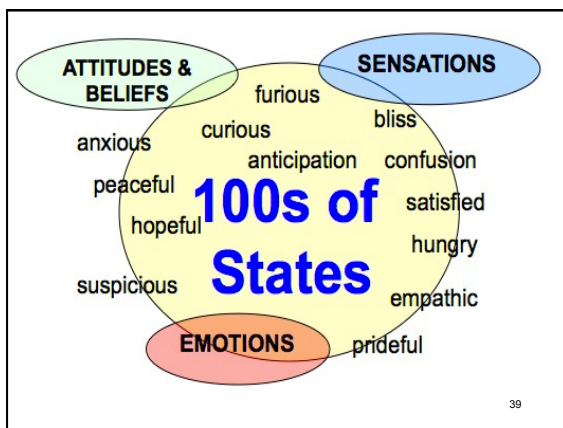 ATTITUDES &
BELIEFS
SENSATIONS
furious
bliss
curious
anxious
anticipation
confusion
peaceful
100s of
satisfied
hopeful
hungry
States
suspicious
empathic
EMOTIONS
prideful
39